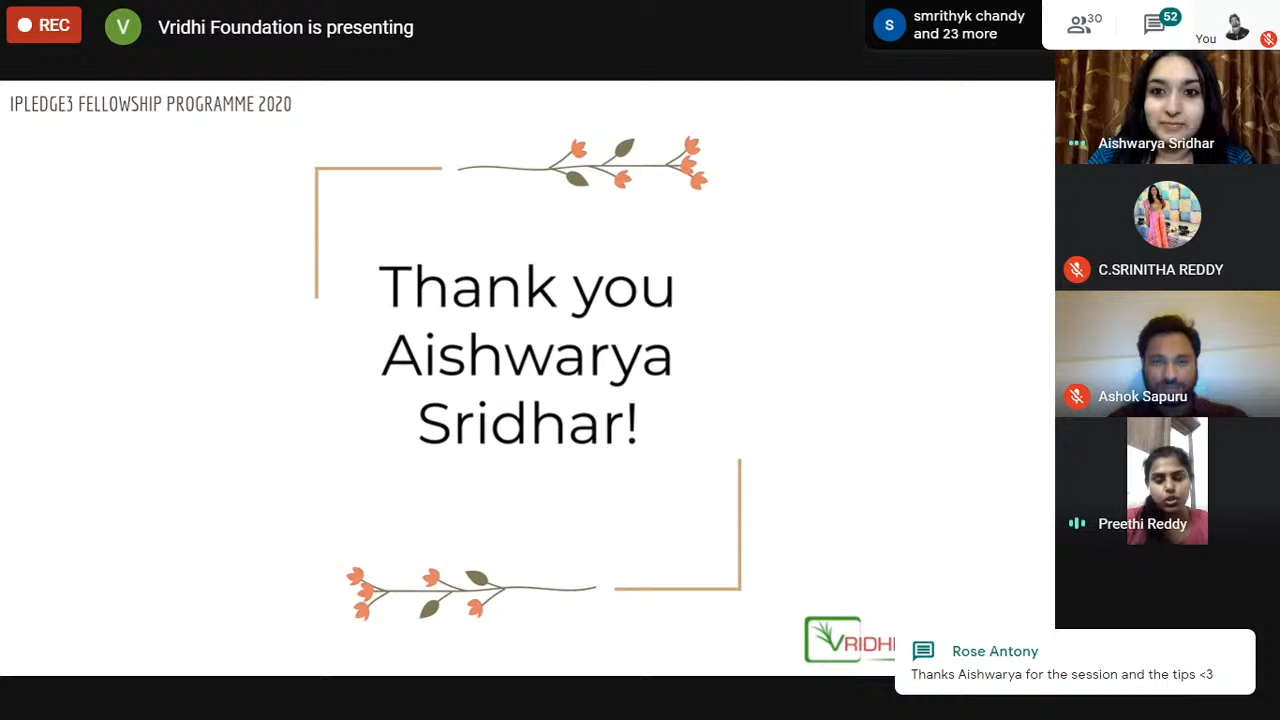 REC
V
Vridhi Foundation is presenting
S
smrithyk chandy
and 23 more
30
52
You
IPLEDGE3 FELLOWSHIP PROGRAMME 2020
Aishwarya Sridhar
C.SRINITHA REDDY
Ashok Sapuru
Preethi Reddy
Thank you
Aishwarya
Sridhar!
VRIDHI
Rose Antony
Thanks Aishwarya for the session and the tips <3